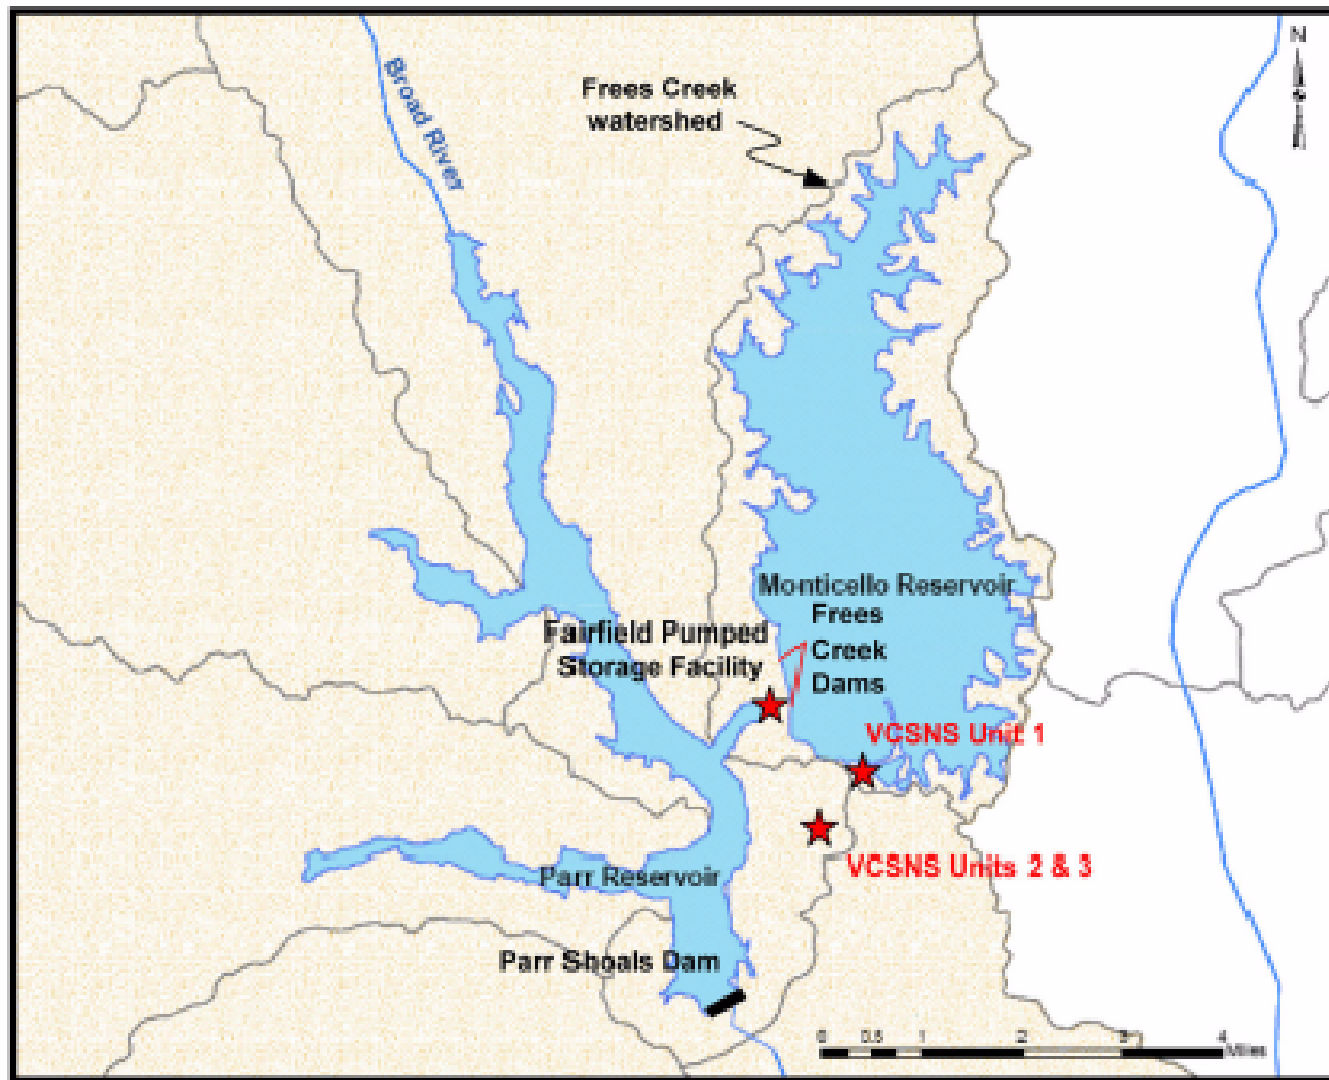 N
Frees Creek
watershed
Broad River
Monticello Reservoir
Frees
Creek
Dams
Fairfield Pumped
Storage Facility
VCSNS Unit 1
VCSNS Units 2 & 3
Parr Reservoir
Parr Shoals Dam
0 0.5 1 2 3 4
Miles